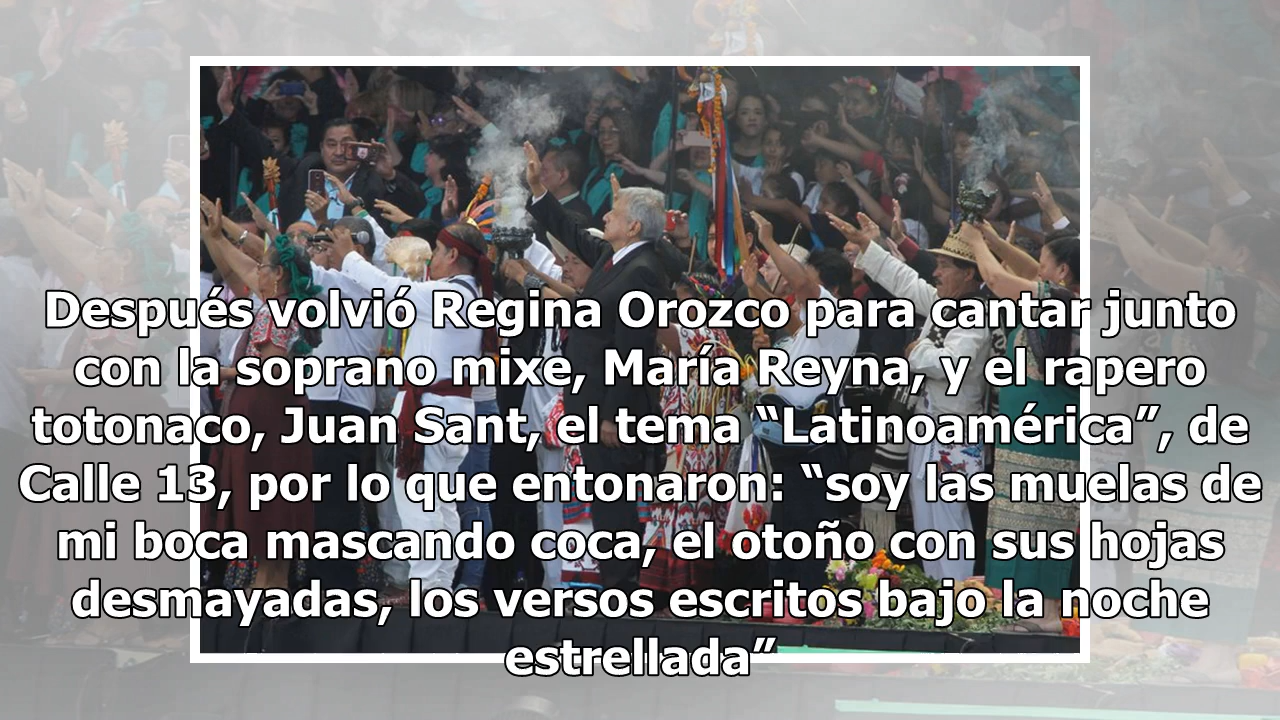 Después volvió Regina Orozco para cantar junto
con la soprano mixe, María Reyna, y el rapero
totonaco, Juan Sant, el tema “Latinoamérica”, de
Calle 13, por lo que entonaron: “soy las muelas de
mi boca mascando coca, el otoño con sus hojas
desmayadas, los versos escritos bajo la noche
estrellada”